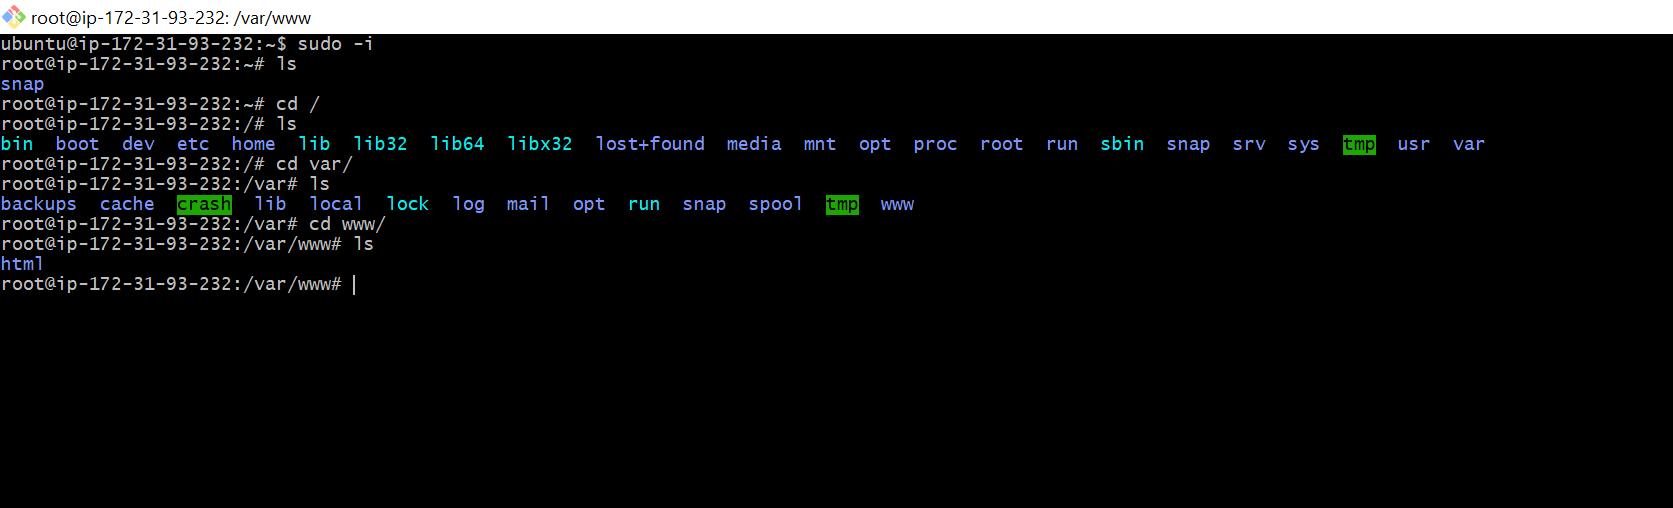 root@ip-172-31-93-232: /var/www
ubuntu@ip-172-31-93-232:~$ sudo -i
root@ip-172-31-93-232:~# ls
snap
root@ip-172-31-93-232:~# cd /
root@ip-172-31-93-232:/# ls
bin  boot  dev  etc  home  lib  lib32  lib64  libx32  lost+found  media  mnt  opt  proc  root  run  sbin  snap  srv  sys  tmp  usr  var
root@ip-172-31-93-232:/# cd var/
root@ip-172-31-93-232:/var# ls
backups  cache  crash  lib  local  lock  log  mail  opt  run  snap  spool  tmp  www
root@ip-172-31-93-232:/var# cd www/
root@ip-172-31-93-232:/var/www# ls
html
root@ip-172-31-93-232:/var/www#